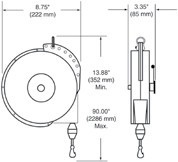 8.75"
(222 mm)
3.35"
(85 mm)
13.88"
(352 mm)
Min.
90.00"
(2286 mm)
Max.